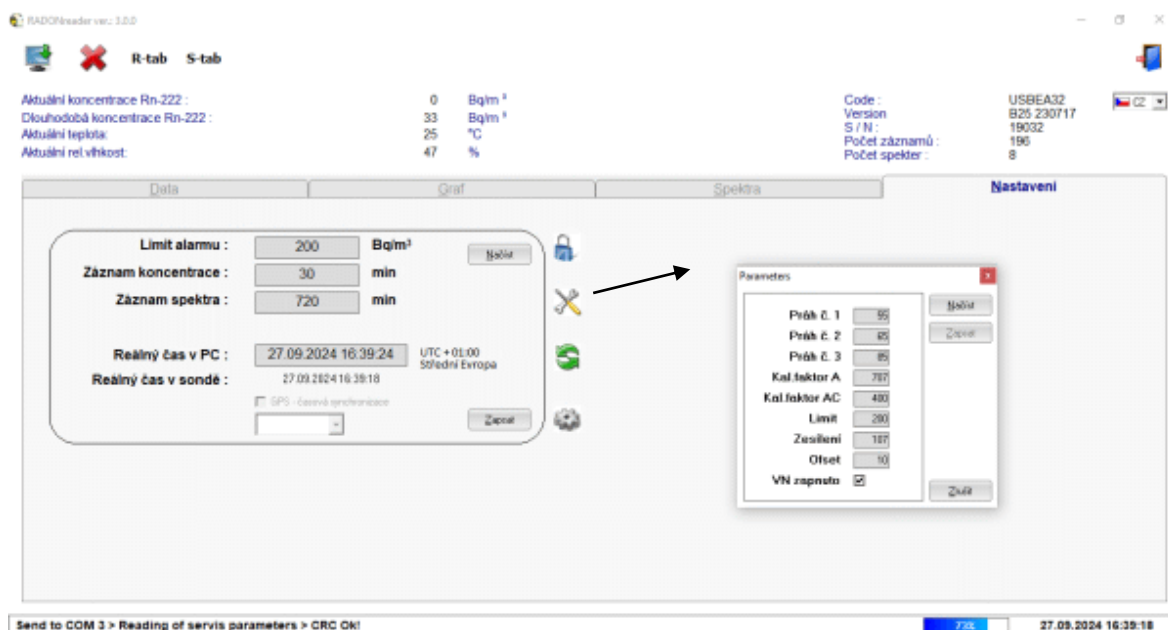 RADONreader ver.: 3.0.0
R-tab S-tab
Aktuální koncentrace Rn-222 : 0 Bq/m³
Dlouhodobá koncentrace Rn-222 : 33 Bq/m³
Aktuální teplota: 25 °C
Aktuální rel.vlhkost: 47 %
Code : USBEA32
Version B25 230717
S / N : 19032
Počet záznamů : 196
Počet spekter : 8
CZ
Data Graf Spektra Nastavení
Limit alarmu : 200 Bq/m³
Načíst
Záznam koncentrace : 30 min
Záznam spektra : 720 min
Reálný čas v PC : 27.09.2024 16:39:24 UTC + 01:00
Střední Evropa
Reálný čas v sondě : 27.09.2024 16:39:18
GPS - časová synchronizace
Zapsat
Parameters
Práh č. 1 95
Načíst
Práh č. 2 65
Zapsat
Práh č. 3 85
Kal.faktor A 707
Kal.faktor AC 400
Limit 200
Zesílení 107
Ofset 10
VN zapnuto
Zrušit
Send to COM 3 > Reading of servis parameters > CRC Ok!
73% 27.09.2024 16:39:18